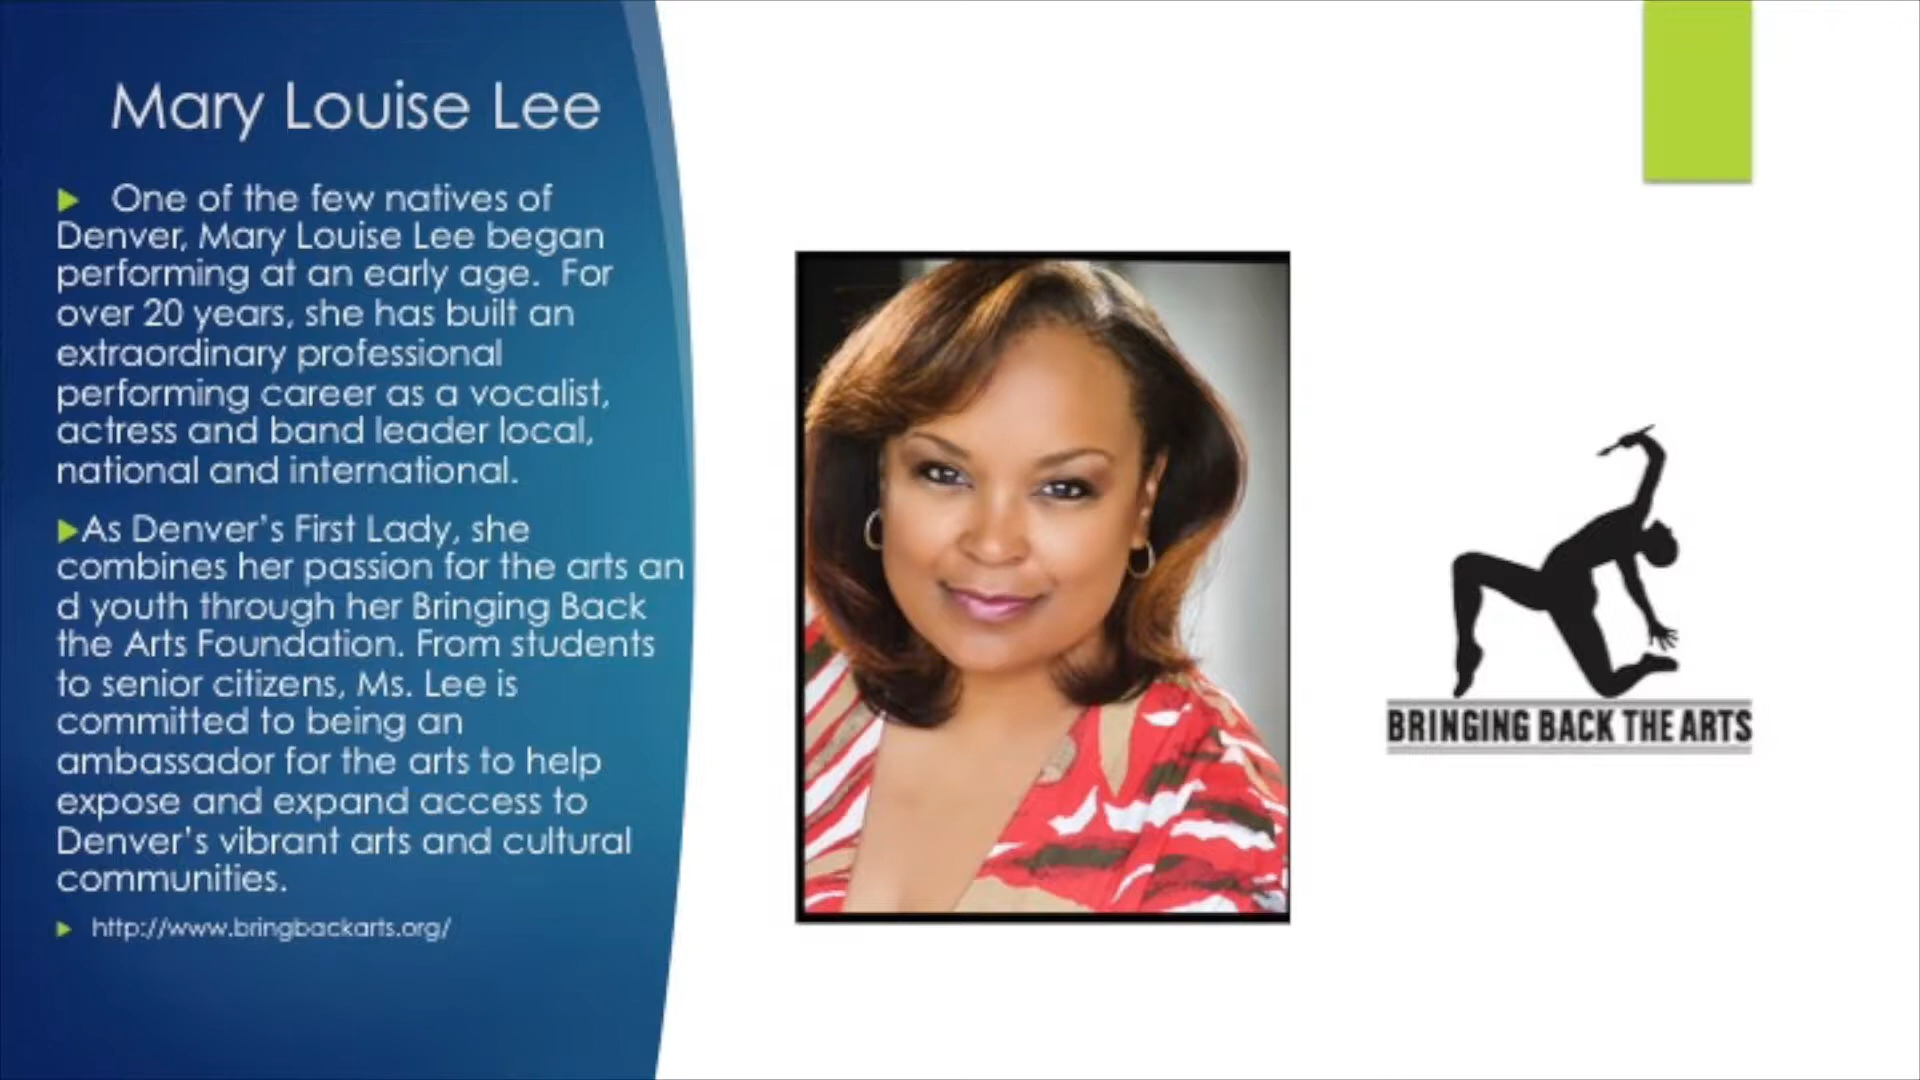 Mary Louise Lee
One of the few natives of
Denver, Mary Louise Lee began
performing at an early age. For
over 20 years, she has built an
extraordinary professional
performing career as a vocalist,
actress and band leader local,
national and international.
As Denver's First Lady, she
combines her passion for the arts an
d youth through her Bringing Back
the Arts Foundation. From students
to senior citizens, Ms. Lee is
committed to being an
ambassador for the arts to help
expose and expand access to
Denver's vibrant arts and cultural
communities.
http://www.bringbackarts.org/
BRINGING BACK THE ARTS